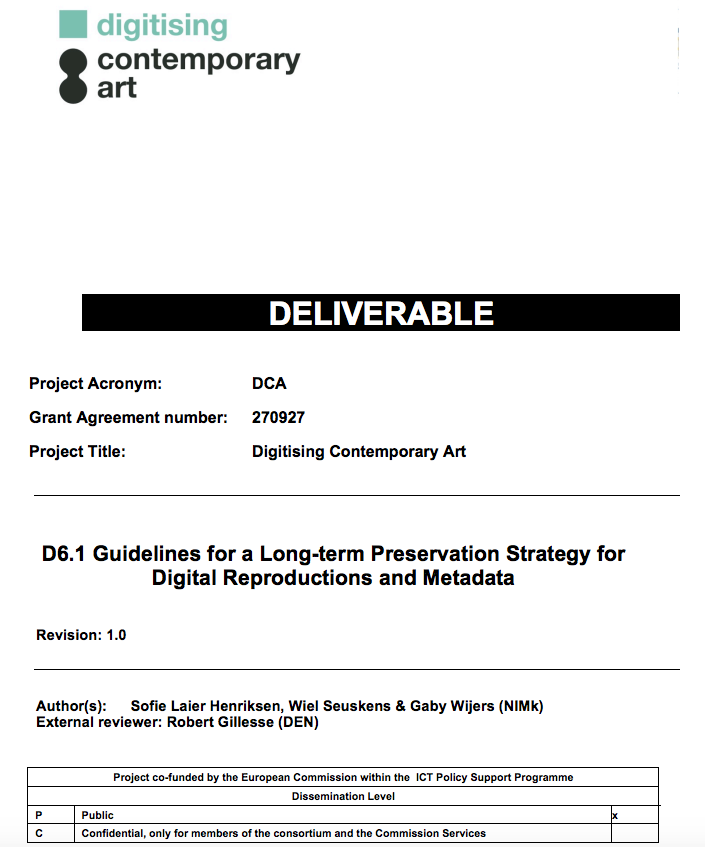 digitising
contemporary
art
DELIVERABLE
Project Acronym: DCA
Grant Agreement number: 270927
Project Title: Digitising Contemporary Art
D6.1 Guidelines for a Long-term Preservation Strategy for
Digital Reproductions and Metadata
Revision: 1.0
Author(s): Sofie Laier Henriksen, Wiel Seuskens & Gaby Wijers (NIMk)
External reviewer: Robert Gillesse (DEN)
Project co-funded by the European Commission within the ICT Policy Support Programme
Dissemination Level
P Public x
C Confidential, only for members of the consortium and the Commission Services